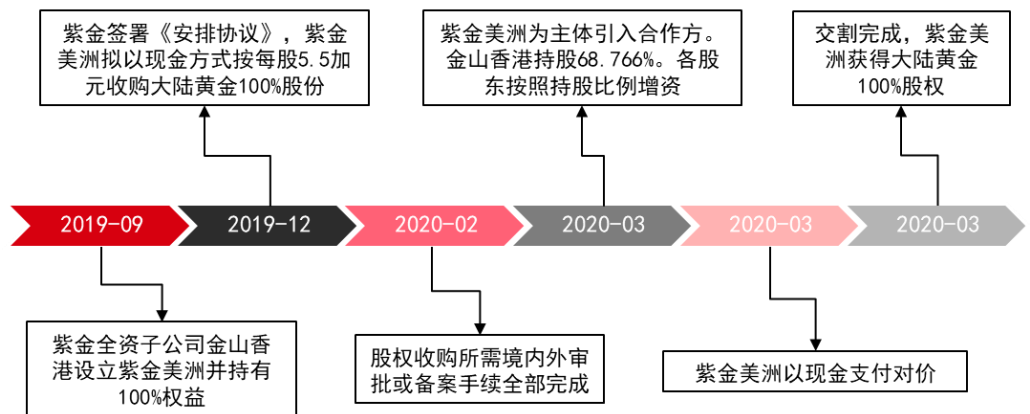 紫金签署《安排协议》，紫金
美洲拟以现金方式按每股5.5加
元收购大陆黄金100%股份
紫金美洲为主体引入合作方。
金山香港持股68.766%。各股
东按照持股比例增资
交割完成，紫金美
洲获得大陆黄金
100%股权
2019-09
2019-12
2020-02
2020-03
2020-03
2020-03
紫金全资子公司金山香
港设立紫金美洲并持有
100%权益
股权收购所需境内外审
批或备案手续全部完成
紫金美洲以现金支付对价